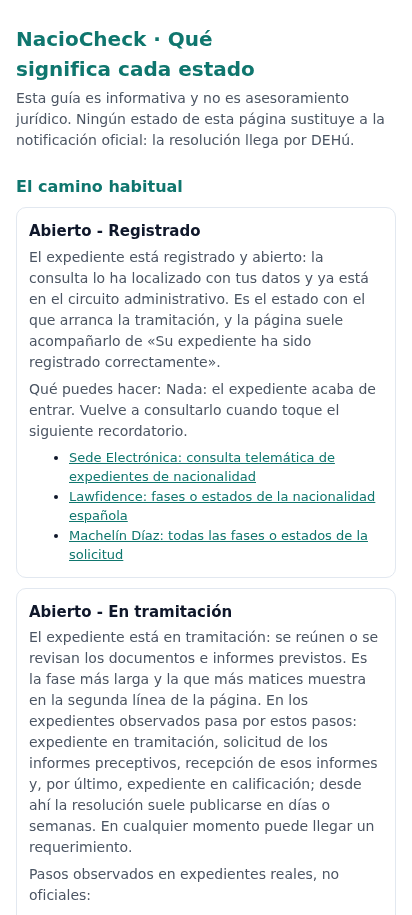 NacioCheck · Qué
significa cada estado
Esta guía es informativa y no es asesoramiento
jurídico. Ningún estado de esta página sustituye a la
notificación oficial: la resolución llega por DEHú.
El camino habitual
Abierto - Registrado
El expediente está registrado y abierto: la
consulta lo ha localizado con tus datos y ya está
en el circuito administrativo. Es el estado con el
que arranca la tramitación, y la página suele
acompañarlo de «Su expediente ha sido
registrado correctamente».
Qué puedes hacer: Nada: el expediente acaba de
entrar. Vuelve a consultarlo cuando toque el
siguiente recordatorio.
• Sede Electrónica: consulta telemática de
expedientes de nacionalidad
• Lawfidence: fases o estados de la nacionalidad
española
• Machelín Díaz: todas las fases o estados de la
solicitud
Abierto - En tramitación
El expediente está en tramitación: se reúnen o se
revisan los documentos e informes previstos. Es
la fase más larga y la que más matices muestra
en la segunda línea de la página. En los
expedientes observados pasa por estos pasos:
expediente en tramitación, solicitud de los
informes preceptivos, recepción de esos informes
y, por último, expediente en calificación; desde
ahí la resolución suele publicarse en días o
semanas. En cualquier momento puede llegar un
requerimiento.
Pasos observados en expedientes reales, no
oficiales: